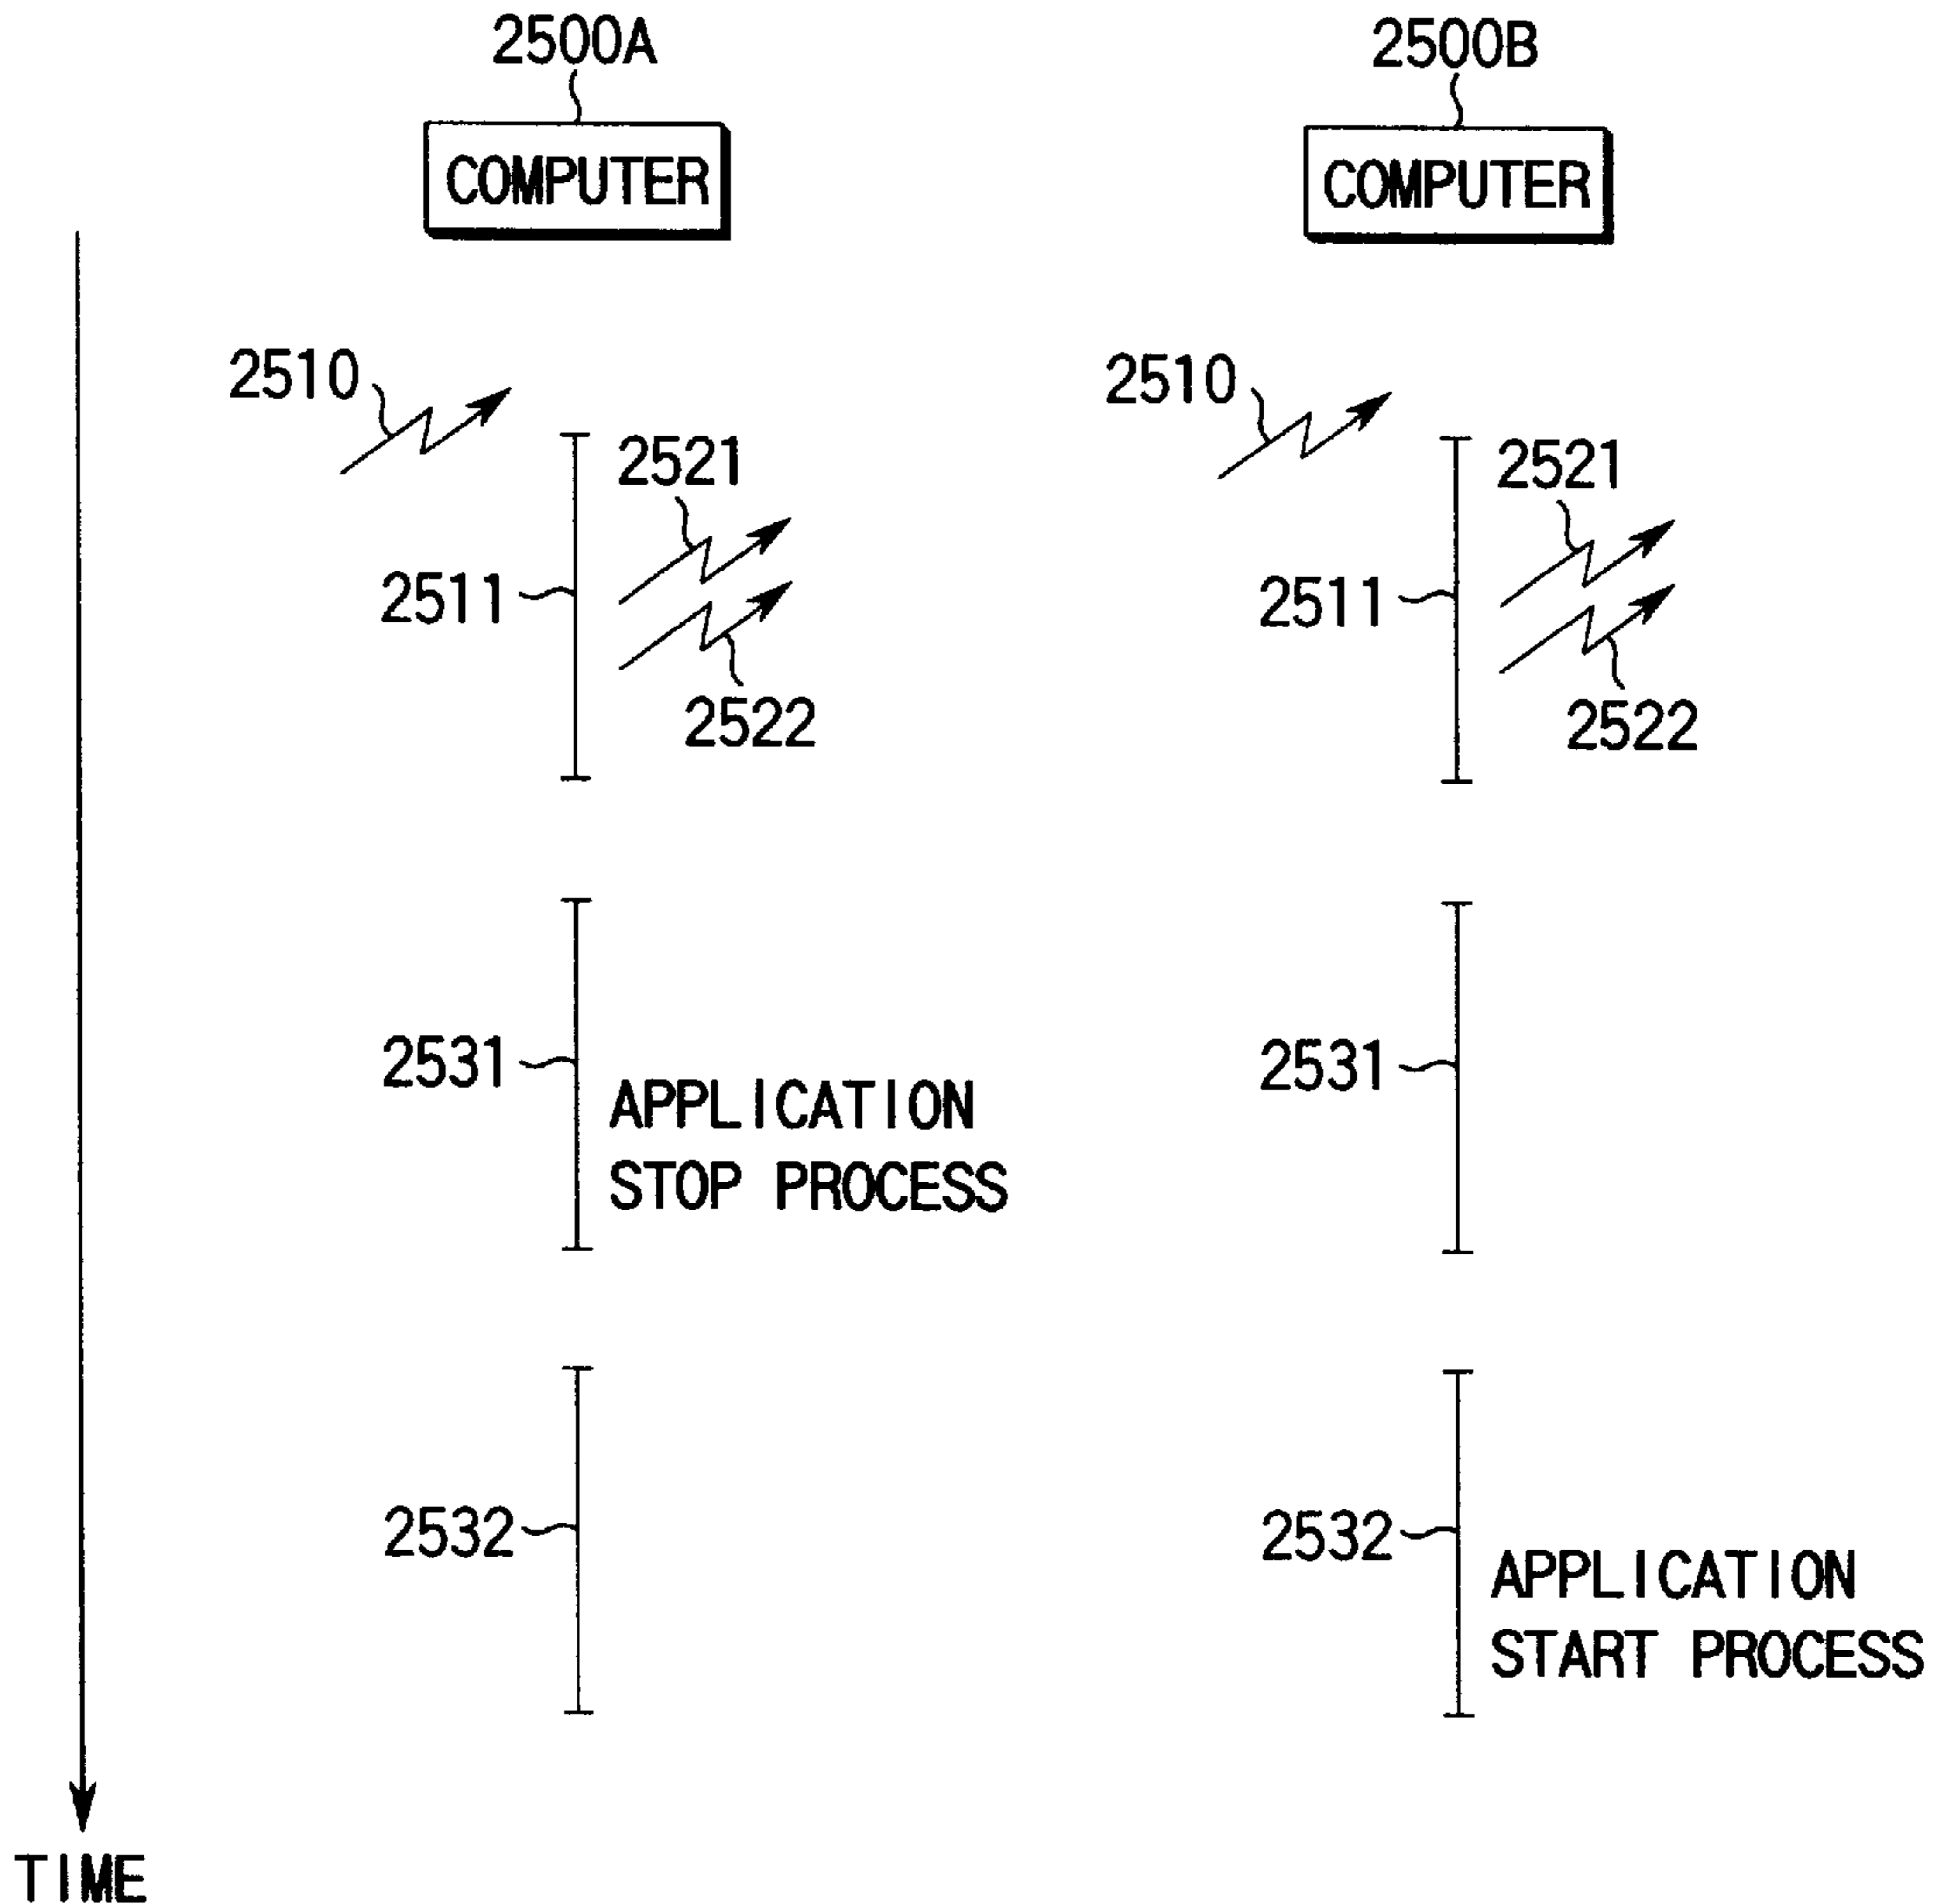 2500A
2500B
COMPUTER
COMPUTER
2510
2510
2521
2521
2511
2511
2522
2522
2531
2531
APPLICATION
STOP PROCESS
2532
2532
APPLICATION
START PROCESS
TIME